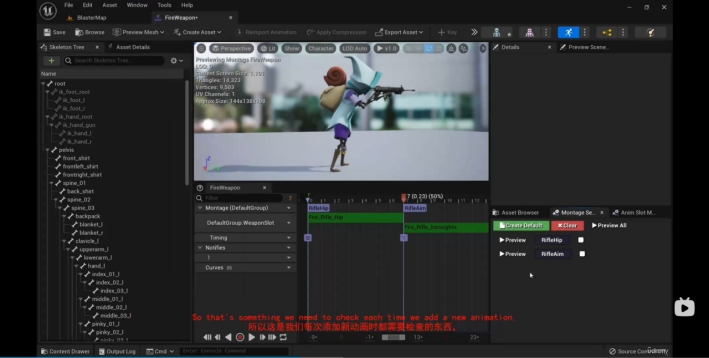 File Edit Asset Window Tools Help
BlasterMap
FireWeapon•
Save Browse Preview Mesh Create Asset Reimport Animation Apply Compression Export Asset + Key
Skeleton Tree Asset Details
Search Skeleton Tree...
Name
root
ik_foot_root
ik_foot_l
ik_foot_r
ik_hand_root
ik_hand_gun
ik_hand_l
ik_hand_r
pelvis
front_shirt
frontleft_shirt
frontright_shirt
spine_01
back_shirt
spine_02
spine_03
backpack
blanket_l
blanket_r
clavicle_l
upperarm_l
lowerarm_l
hand_l
index_01_l
index_02_l
index_03_l
middle_01_l
middle_02_l
middle_03_l
pinky_01_l
pinky_02_l
Perspective Lit Show Character LOD Auto x1.0
Previewing Montage FireWeapon
LOD: 0
Current Screen Size: 1.701
Triangles: 14,323
Vertices: 9,503
UV Channels: 1
FireWeapon
Filter
7 (0.23) (50%)
Montage (DefaultGroup)
RifleHip RifleAim
DefaultGroup.WeaponSlot
Fire_Rifle_Hip
Fire_Rifle_Ironsights
Timing
Notifies
1
Curves (0)
Details Preview Scene...
Asset Browser Montage Se... Anim Slot M...
Create Default Clear Preview All
Preview RifleHip
Preview RifleAim
So that's something we need to check each time we add a new animation.
所以这是我们每次添加新动画时都需要检查的东西。
Content Drawer Output Log Cmd Enter Console Command
Source Control
Udemy